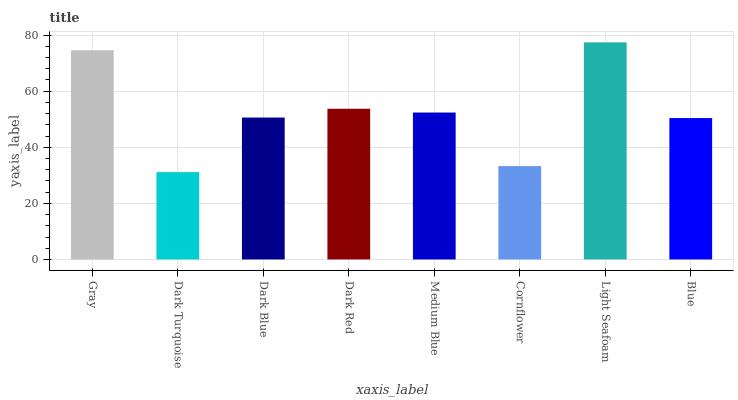 title
yaxis_label
80
60
40
20
0
Gray
Dark Turquoise
Dark Blue
Dark Red
Medium Blue
Cornflower
Light Seafoam
Blue
xaxis_label